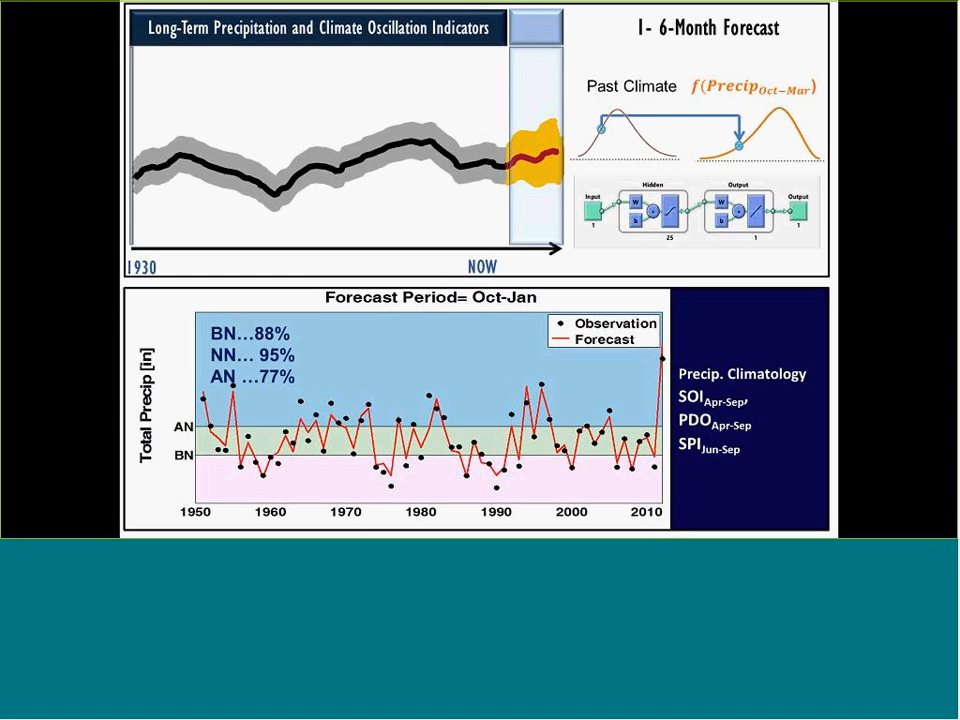 Long-Term Precipitation and Climate Oscillation Indicators
1- 6-Month Forecast
Past Climate f(Precip Oct−Mar)
Hidden
Output
Input
Output
W
b
+
W
b
+
1
25
1
1
1930
NOW
Forecast Period= Oct-Jan
BN...88%
NN... 95%
AN ...77%
Observation
Forecast
Total Precip [in]
AN
BN
1950 1960 1970 1980 1990 2000 2010
Precip. Climatology
SOI Apr-Sep,
PDO Apr-Sep
SPI Jun-Sep